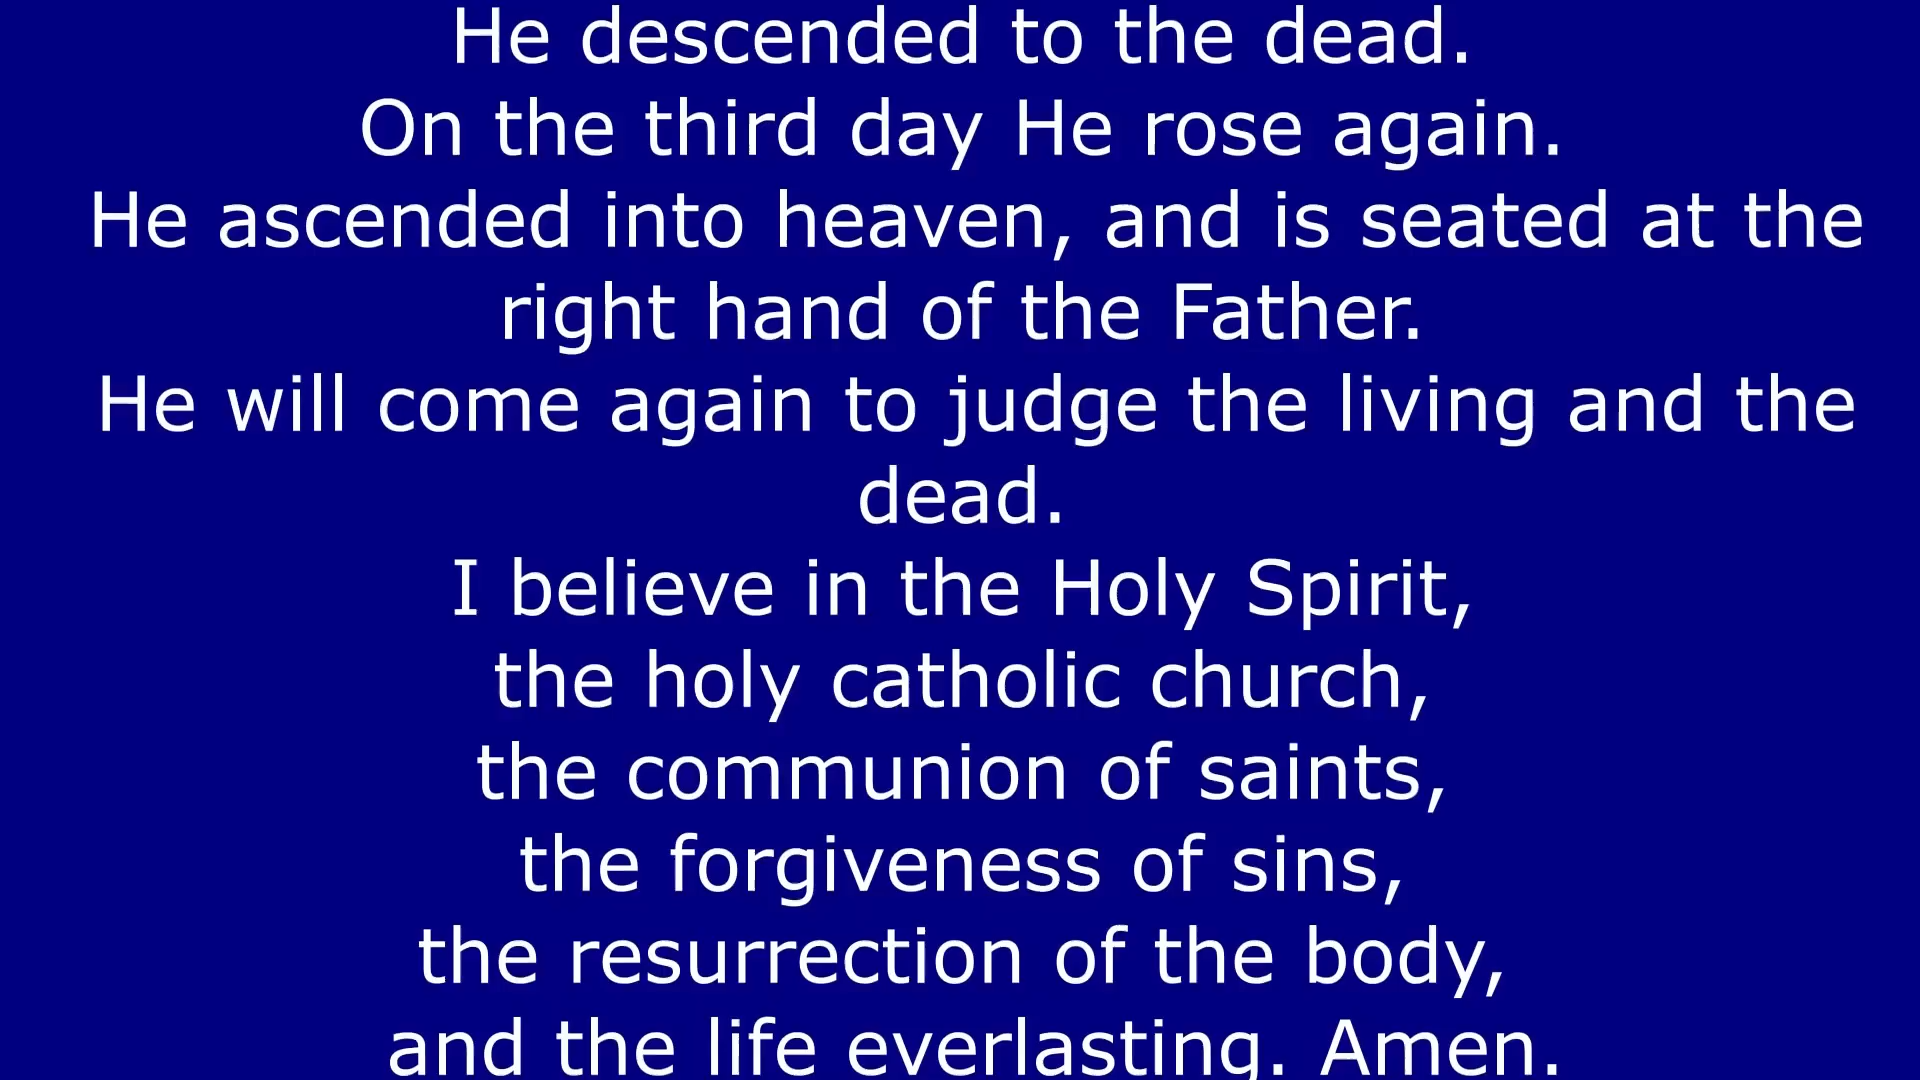 He descended to the dead.
On the third day He rose again.
He ascended into heaven, and is seated at the
right hand of the Father.
He will come again to judge the living and the
dead.
I believe in the Holy Spirit,
the holy catholic church,
the communion of saints,
the forgiveness of sins,
the resurrection of the body,
and the life everlasting. Amen.